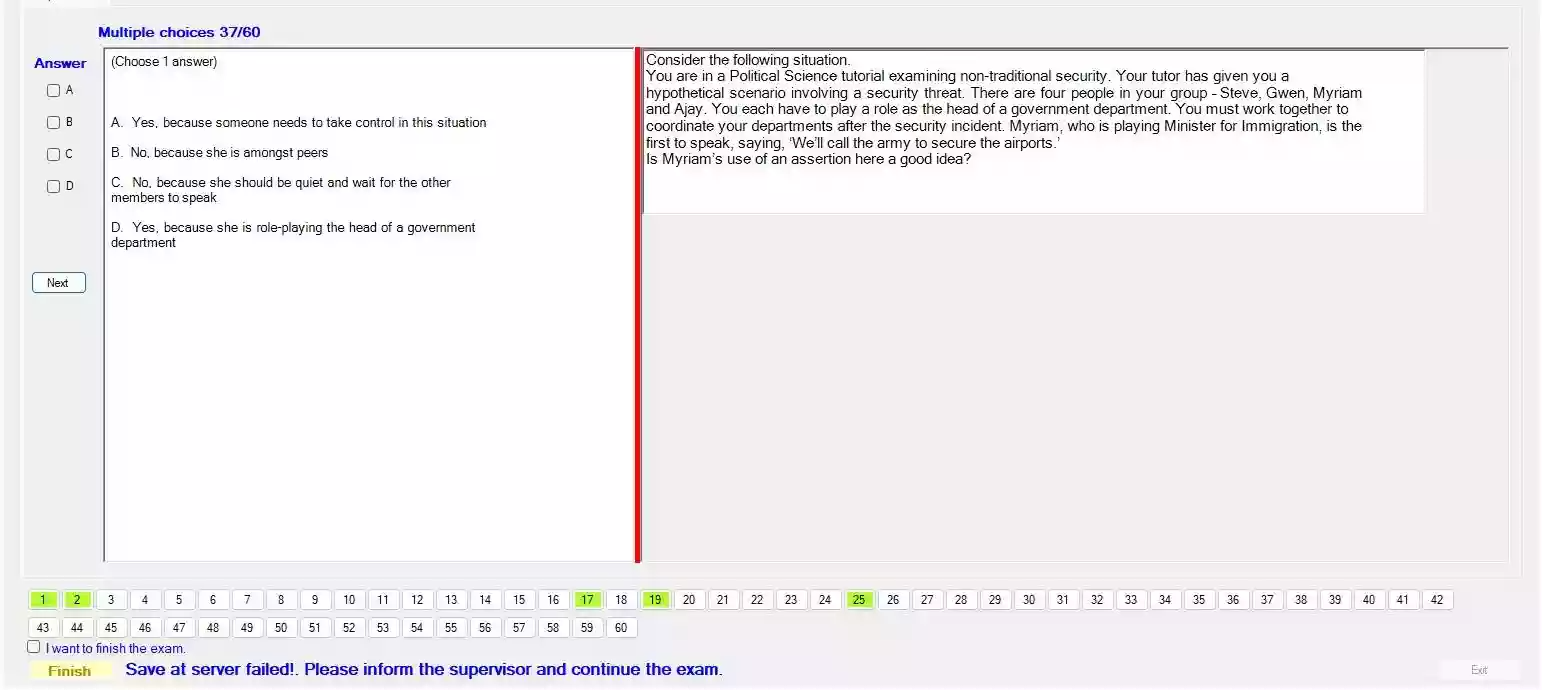 Multiple choices 37/60
Answer
A
B
C
D
Next
(Choose 1 answer)
A. Yes, because someone needs to take control in this situation
B. No, because she is amongst peers
C. No, because she should be quiet and wait for the other
members to speak
D. Yes, because she is role-playing the head of a government
department
Consider the following situation.
You are in a Political Science tutorial examining non-traditional security. Your tutor has given you a
hypothetical scenario involving a security threat. There are four people in your group - Steve, Gwen, Myriam
and Ajay. You each have to play a role as the head of a government department. You must work together to
coordinate your departments after the security incident. Myriam, who is playing Minister for Immigration, is the
first to speak, saying, 'We'll call the army to secure the airports.'
Is Myriam's use of an assertion here a good idea?
1 2 3 4 5 6 7 8 9 10 11 12 13 14 15 16 17 18 19 20 21 22 23 24 25 26 27 28 29 30 31 32 33 34 35 36 37 38 39 40 41 42
43 44 45 46 47 48 49 50 51 52 53 54 55 56 57 58 59 60
I want to finish the exam.
Finish Save at server failed!. Please inform the supervisor and continue the exam. Exit